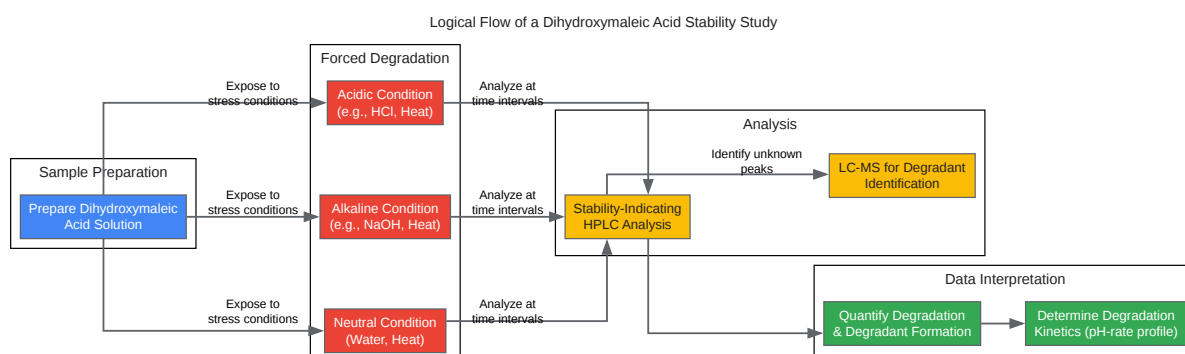 Logical Flow of a Dihydroxymaleic Acid Stability Study
Sample Preparation
Prepare Dihydroxymaleic
Acid Solution
Expose to
stress conditions
Expose to
stress conditions
Expose to
stress conditions
Forced Degradation
Acidic Condition
(e.g., HCl, Heat)
Alkaline Condition
(e.g., NaOH, Heat)
Neutral Condition
(Water, Heat)
Analyze at
time intervals
Analyze at
time intervals
Analyze at
time intervals
Analysis
Stability-Indicating
HPLC Analysis
Identify unknown
peaks
LC-MS for Degradant
Identification
Data Interpretation
Quantify Degradation
& Degradant Formation
Determine Degradation
Kinetics (pH-rate profile)